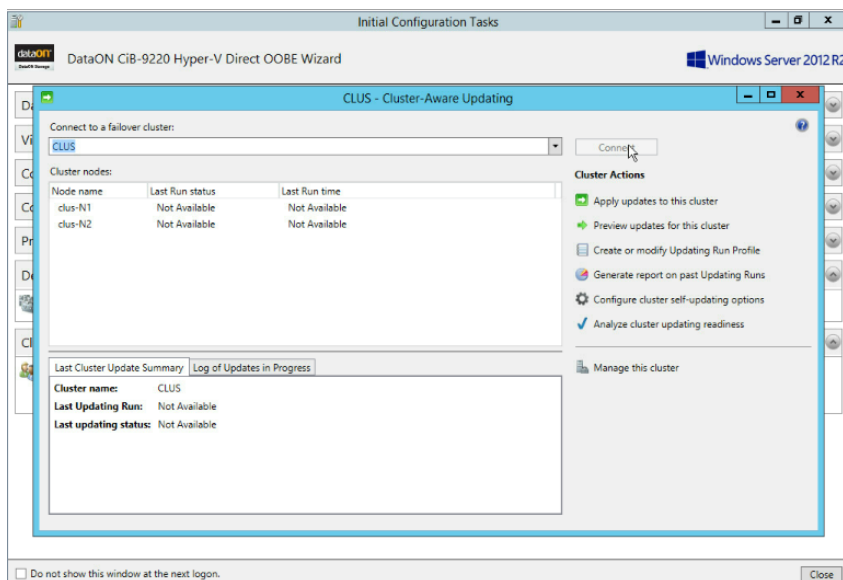 Initial Configuration Tasks
dataON
DataON Storage
DataON CiB-9220 Hyper-V Direct OOBE Wizard
Windows Server 2012 R2
CLUS - Cluster-Aware Updating
Connect to a failover cluster:
CLUS
Connect
Cluster nodes:
Node name Last Run status Last Run time
clus-N1 Not Available Not Available
clus-N2 Not Available Not Available
Cluster Actions
Apply updates to this cluster
Preview updates for this cluster
Create or modify Updating Run Profile
Generate report on past Updating Runs
Configure cluster self-updating options
Analyze cluster updating readiness
Manage this cluster
Last Cluster Update Summary Log of Updates in Progress
Cluster name: CLUS
Last Updating Run: Not Available
Last updating status: Not Available
Do not show this window at the next logon.
Close